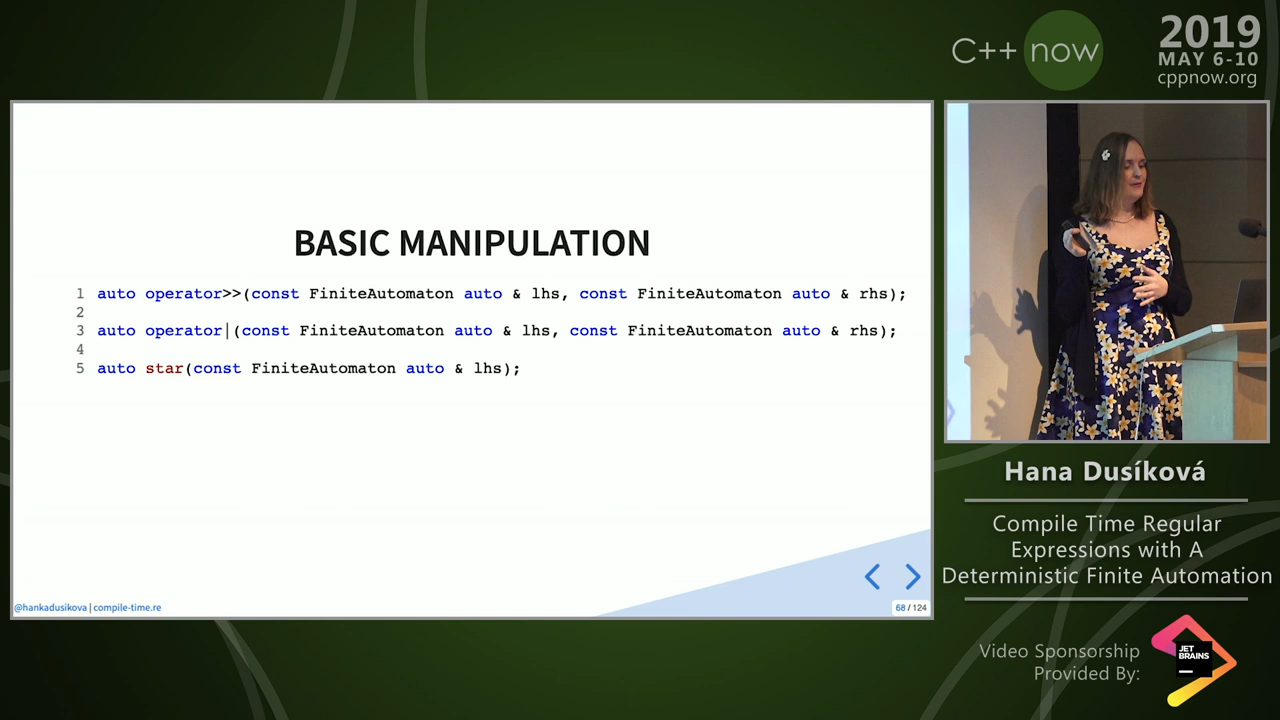 C++ now
2019
MAY 6-10
cppnow.org
BASIC MANIPULATION
1 auto operator>>(const FiniteAutomaton auto & lhs, const FiniteAutomaton auto & rhs);
2
3 auto operator|(const FiniteAutomaton auto & lhs, const FiniteAutomaton auto & rhs);
4
5 auto star(const FiniteAutomaton auto & lhs);
@hankadusikova | compile-time.re
68 / 124
Hana Dusíková
Compile Time Regular
Expressions with A
Deterministic Finite Automation
Video Sponsorship
Provided By:
JET
BRAINS